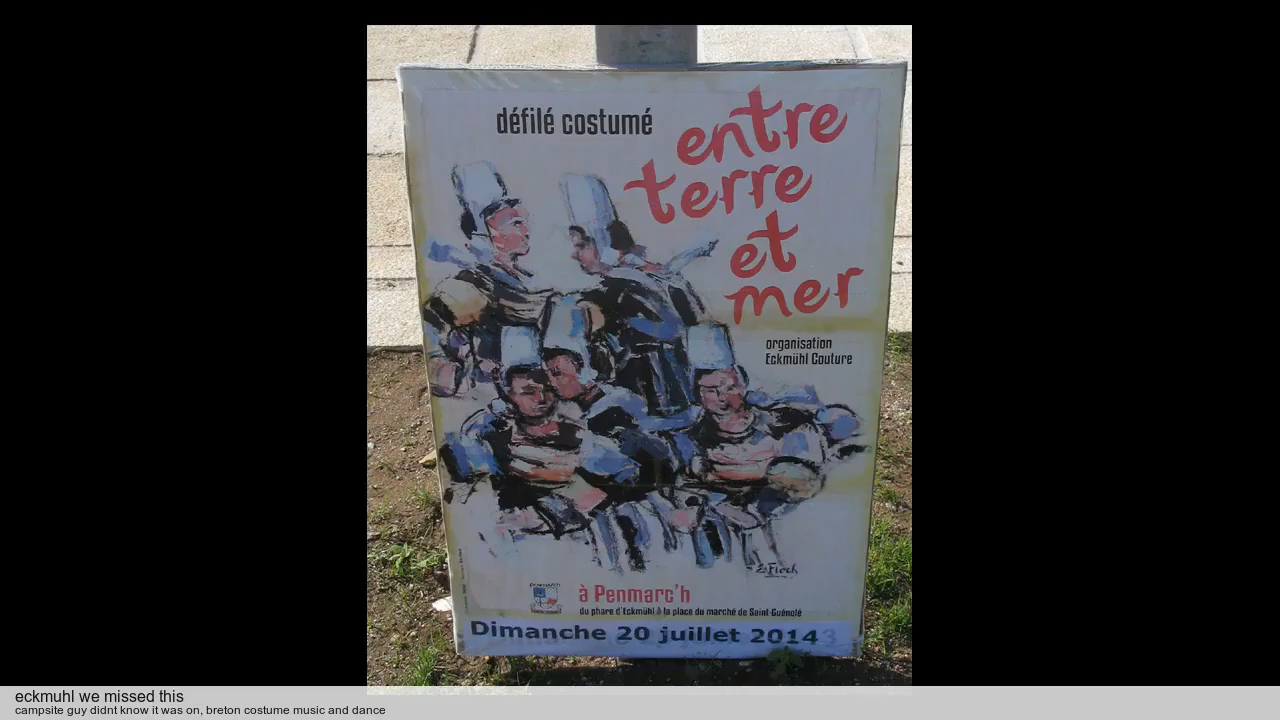 défilé costumé
entre
terre
et
mer
organisation
Eckmühl Couture
E. Floch
PENMARC'H
à Penmarc'h
du phare d'Eckmühl à la place du marché de Saint-Guénolé
Dimanche 20 juillet 2014
eckmuhl we missed this
campsite guy didnt know it was on, breton costume music and dance